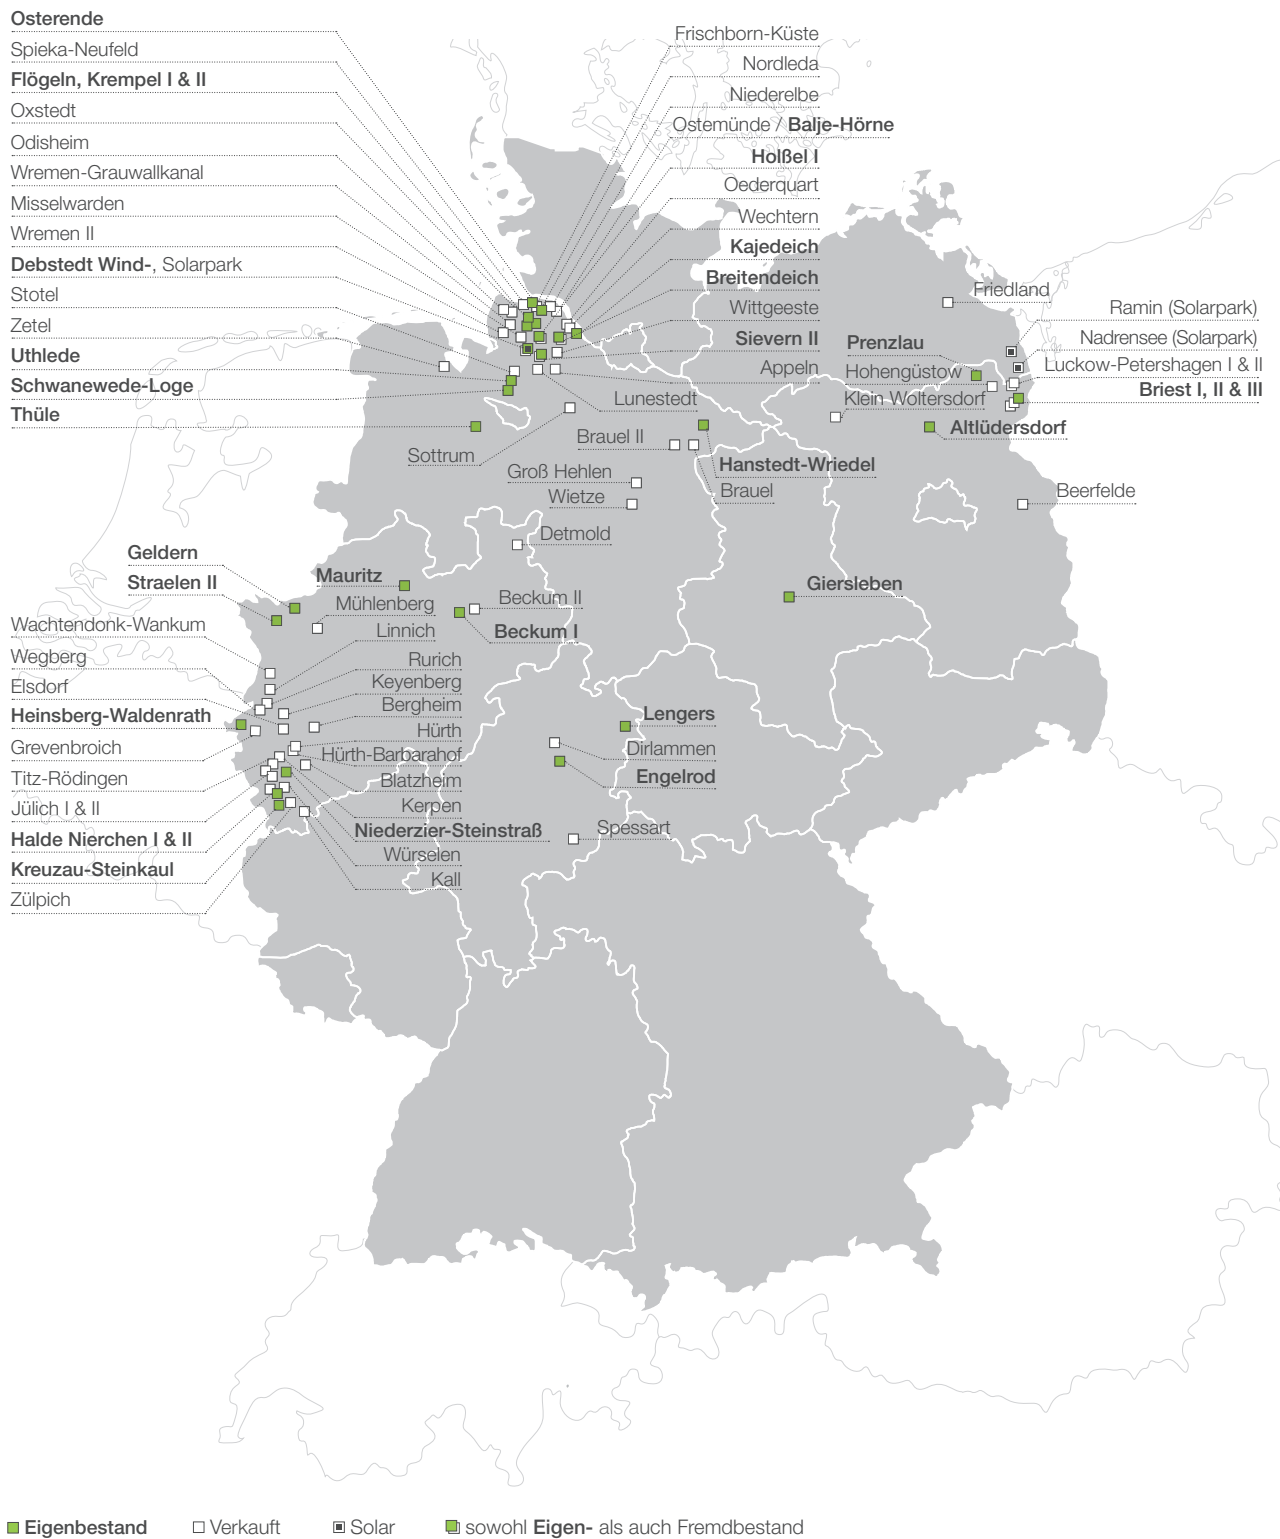 Osterende
Spieka-Neufeld
Flögeln, Krempel I & II
Oxstedt
Odisheim
Wremen-Grauwallkanal
Misselwarden
Wremen II
Debstedt Wind-, Solarpark
Stotel
Zetel
Uthlede
Schwanewede-Loge
Thüle
Frischborn-Küste
Nordleda
Niederelbe
Ostemünde / Balje-Hörne
Holßel I
Oederquart
Wechtern
Kajedeich
Breitendeich
Wittgeeste
Sievern II
Appeln
Lunestedt
Sottrum
Brauel II
Groß Hehlen
Wietze
Detmold
Hanstedt-Wriedel
Brauel
Friedland
Ramin (Solarpark)
Nadrensee (Solarpark)
Luckow-Petershagen I & II
Briest I, II & III
Prenzlau
Hohengüstow
Klein Woltersdorf
Altlüdersdorf
Beerfelde
Giersleben
Geldern
Straelen II
Mauritz
Mühlenberg
Beckum II
Beckum I
Wachtendonk-Wankum
Wegberg
Elsdorf
Heinsberg-Waldenrath
Grevenbroich
Titz-Rödingen
Jülich I & II
Halde Nierchen I & II
Kreuzau-Steinkaul
Zülpich
Linnich
Rurich
Keyenberg
Bergheim
Hürth
Hürth-Barbarahof
Blatzheim
Kerpen
Niederzier-Steinstraß
Würselen
Kall
Lengers
Dirlammen
Engelrod
Spessart
Eigenbestand
Verkauft
Solar
sowohl Eigen- als auch Fremdbestand